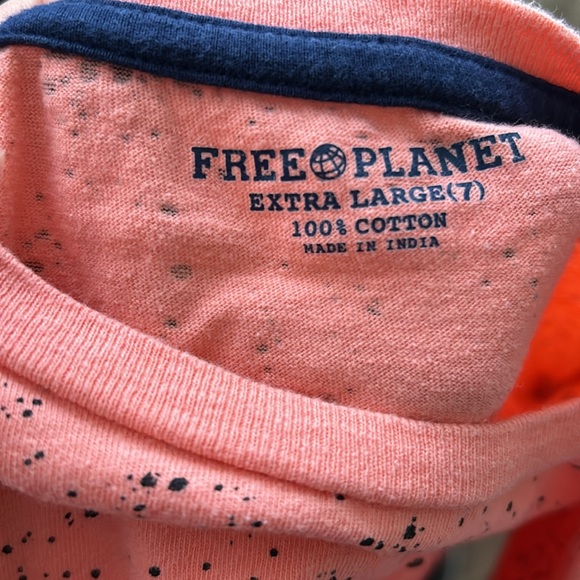 FREE PLANET
EXTRA LARGE(7)
100% COTTON
MADE IN INDIA